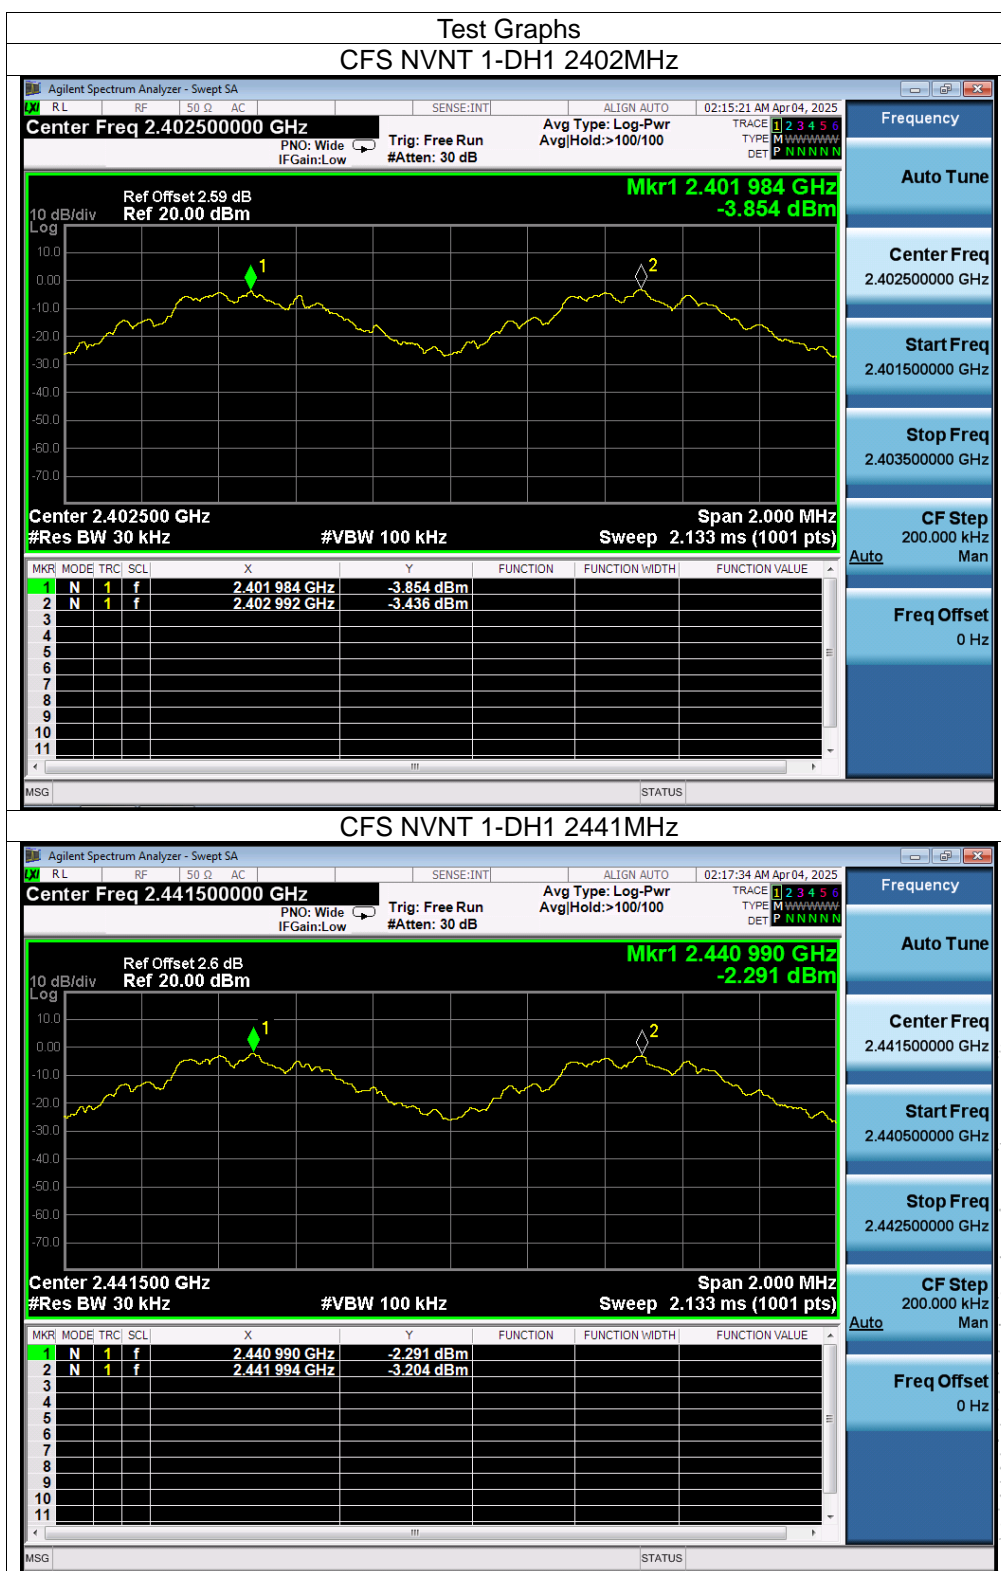 Test Graphs
CFS NVNT 1-DH1 2402MHz
Agilent Spectrum Analyzer - Swept SA
LXI RL RF 50 Ω AC SENSE:INT ALIGN AUTO 02:15:21 AM Apr 04, 2025
Center Freq 2.402500000 GHz
PNO: Wide
IFGain:Low
Trig: Free Run
#Atten: 30 dB
Avg Type: Log-Pwr
Avg|Hold:>100/100
TRACE 1 2 3 4 5 6
TYPE M WWWWW
DET P N N N N N
Frequency
Mkr1 2.401 984 GHz
-3.854 dBm
Ref Offset 2.59 dB
10 dB/div Ref 20.00 dBm
Log
10.0
0.00
-10.0
-20.0
-30.0
-40.0
-50.0
-60.0
-70.0
1
2
Center 2.402500 GHz Span 2.000 MHz
#Res BW 30 kHz #VBW 100 kHz Sweep 2.133 ms (1001 pts)
MKR MODE TRC SCL X Y FUNCTION FUNCTION WIDTH FUNCTION VALUE
1 N 1 f 2.401 984 GHz -3.854 dBm
2 N 1 f 2.402 992 GHz -3.436 dBm
3
4
5
6
7
8
9
10
11
MSG STATUS
Auto Tune
Center Freq
2.402500000 GHz
Start Freq
2.401500000 GHz
Stop Freq
2.403500000 GHz
CF Step
200.000 kHz
Auto Man
Freq Offset
0 Hz
CFS NVNT 1-DH1 2441MHz
Agilent Spectrum Analyzer - Swept SA
LXI RL RF 50 Ω AC SENSE:INT ALIGN AUTO 02:17:34 AM Apr 04, 2025
Center Freq 2.441500000 GHz
PNO: Wide
IFGain:Low
Trig: Free Run
#Atten: 30 dB
Avg Type: Log-Pwr
Avg|Hold:>100/100
TRACE 1 2 3 4 5 6
TYPE M WWWWW
DET P N N N N N
Frequency
Mkr1 2.440 990 GHz
-2.291 dBm
Ref Offset 2.6 dB
10 dB/div Ref 20.00 dBm
Log
10.0
0.00
-10.0
-20.0
-30.0
-40.0
-50.0
-60.0
-70.0
1
2
Center 2.441500 GHz Span 2.000 MHz
#Res BW 30 kHz #VBW 100 kHz Sweep 2.133 ms (1001 pts)
MKR MODE TRC SCL X Y FUNCTION FUNCTION WIDTH FUNCTION VALUE
1 N 1 f 2.440 990 GHz -2.291 dBm
2 N 1 f 2.441 994 GHz -3.204 dBm
3
4
5
6
7
8
9
10
11
MSG STATUS
Auto Tune
Center Freq
2.441500000 GHz
Start Freq
2.440500000 GHz
Stop Freq
2.442500000 GHz
CF Step
200.000 kHz
Auto Man
Freq Offset
0 Hz